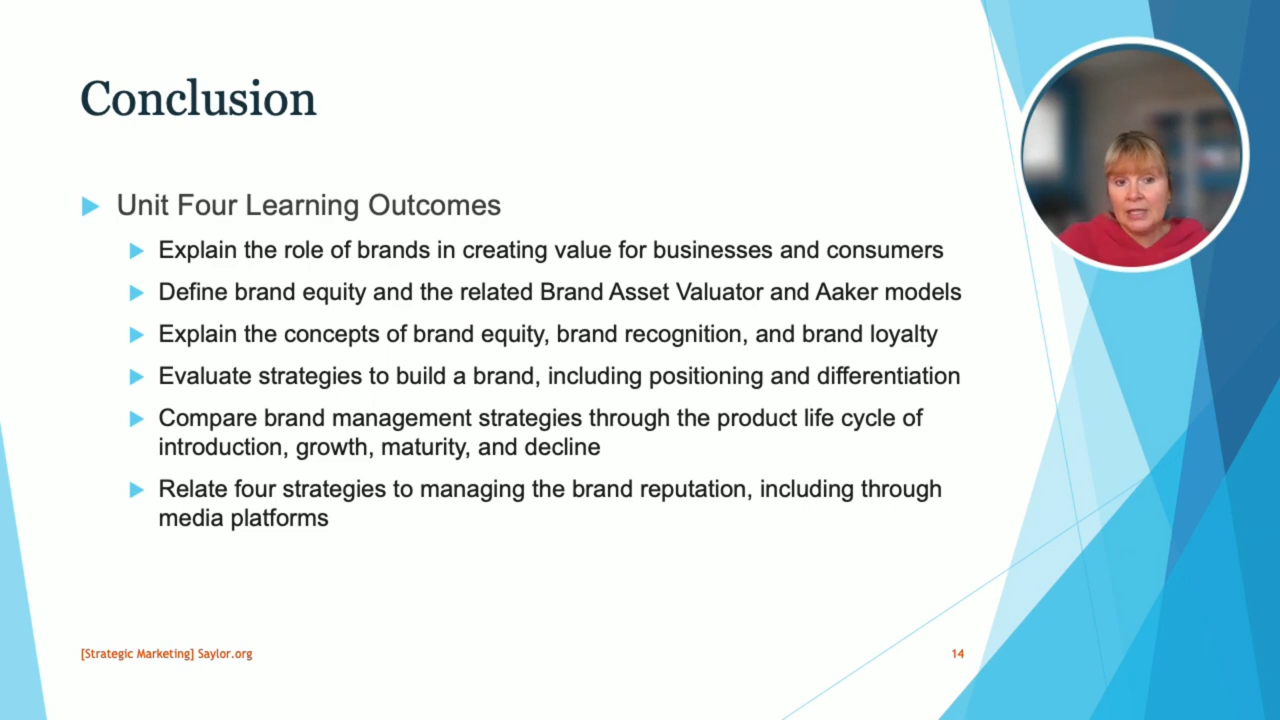 Conclusion
Unit Four Learning Outcomes
Explain the role of brands in creating value for businesses and consumers
Define brand equity and the related Brand Asset Valuator and Aaker models
Explain the concepts of brand equity, brand recognition, and brand loyalty
Evaluate strategies to build a brand, including positioning and differentiation
Compare brand management strategies through the product life cycle of
introduction, growth, maturity, and decline
Relate four strategies to managing the brand reputation, including through
media platforms
[Strategic Marketing] Saylor.org
14